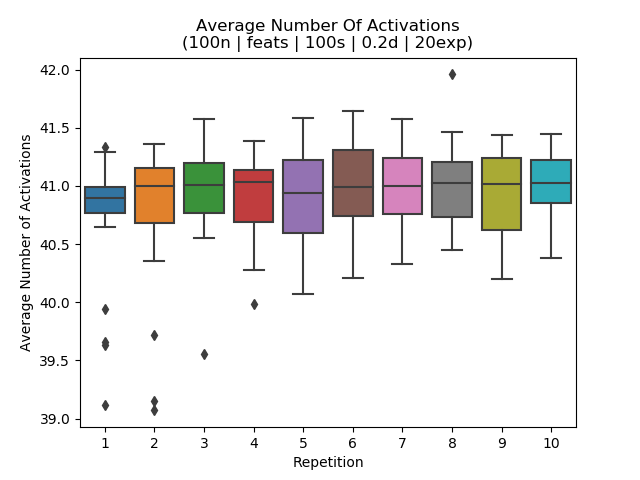 Average Number Of Activations
(100n | feats | 100s | 0.2d | 20exp)
42.0
41.5
41.0
40.5
40.0
39.5
39.0
Average Number of Activations
1 2 3 4 5 6 7 8 9 10
Repetition